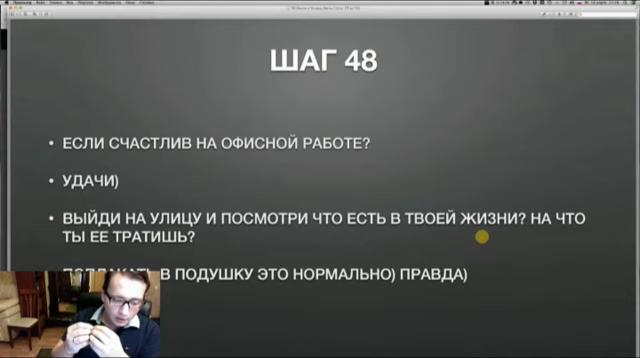 ШАГ 48
• ЕСЛИ СЧАСТЛИВ НА ОФИСНОЙ РАБОТЕ?
• УДАЧИ)
• ВЫЙДИ НА УЛИЦУ И ПОСМОТРИ ЧТО ЕСТЬ В ТВОЕЙ ЖИЗНИ? НА ЧТО
ТЫ ЕЕ ТРАТИШЬ?
В ПОДУШКУ ЭТО НОРМАЛЬНО) ПРАВДА)